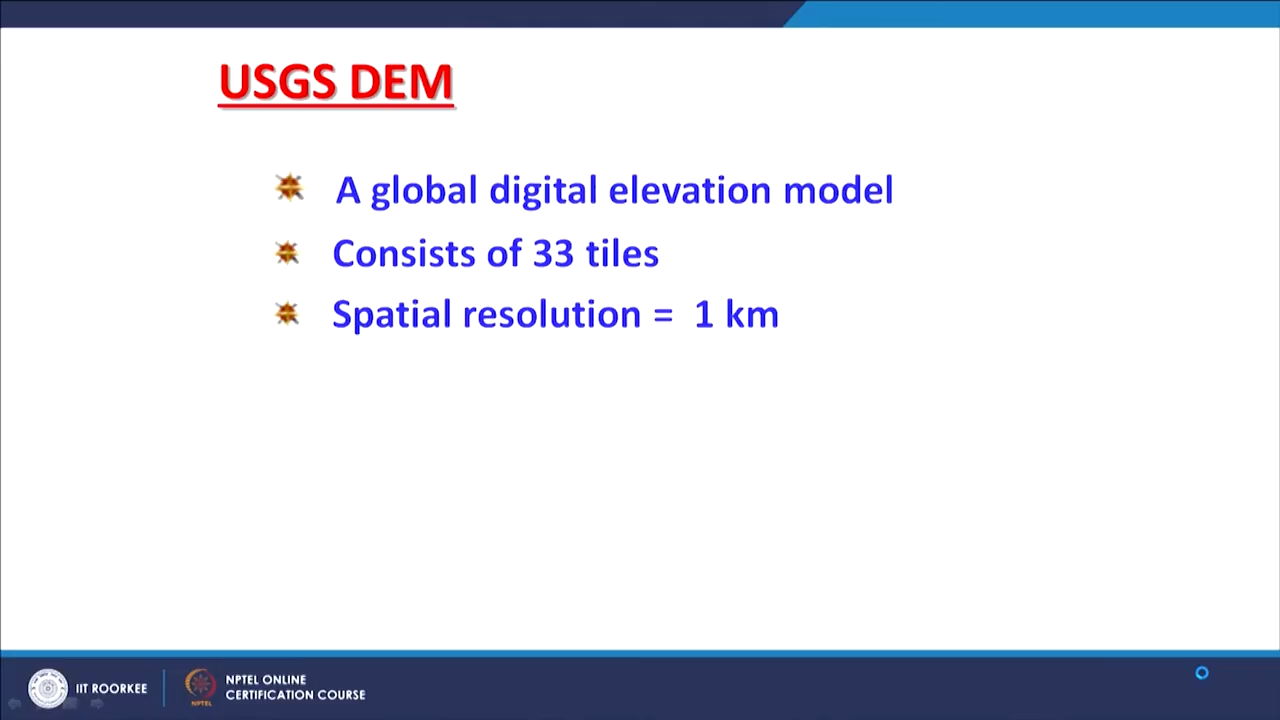 USGS DEM
A global digital elevation model
Consists of 33 tiles
Spatial resolution = 1 km
IIT ROORKEE
NPTEL
NPTEL ONLINE
CERTIFICATION COURSE